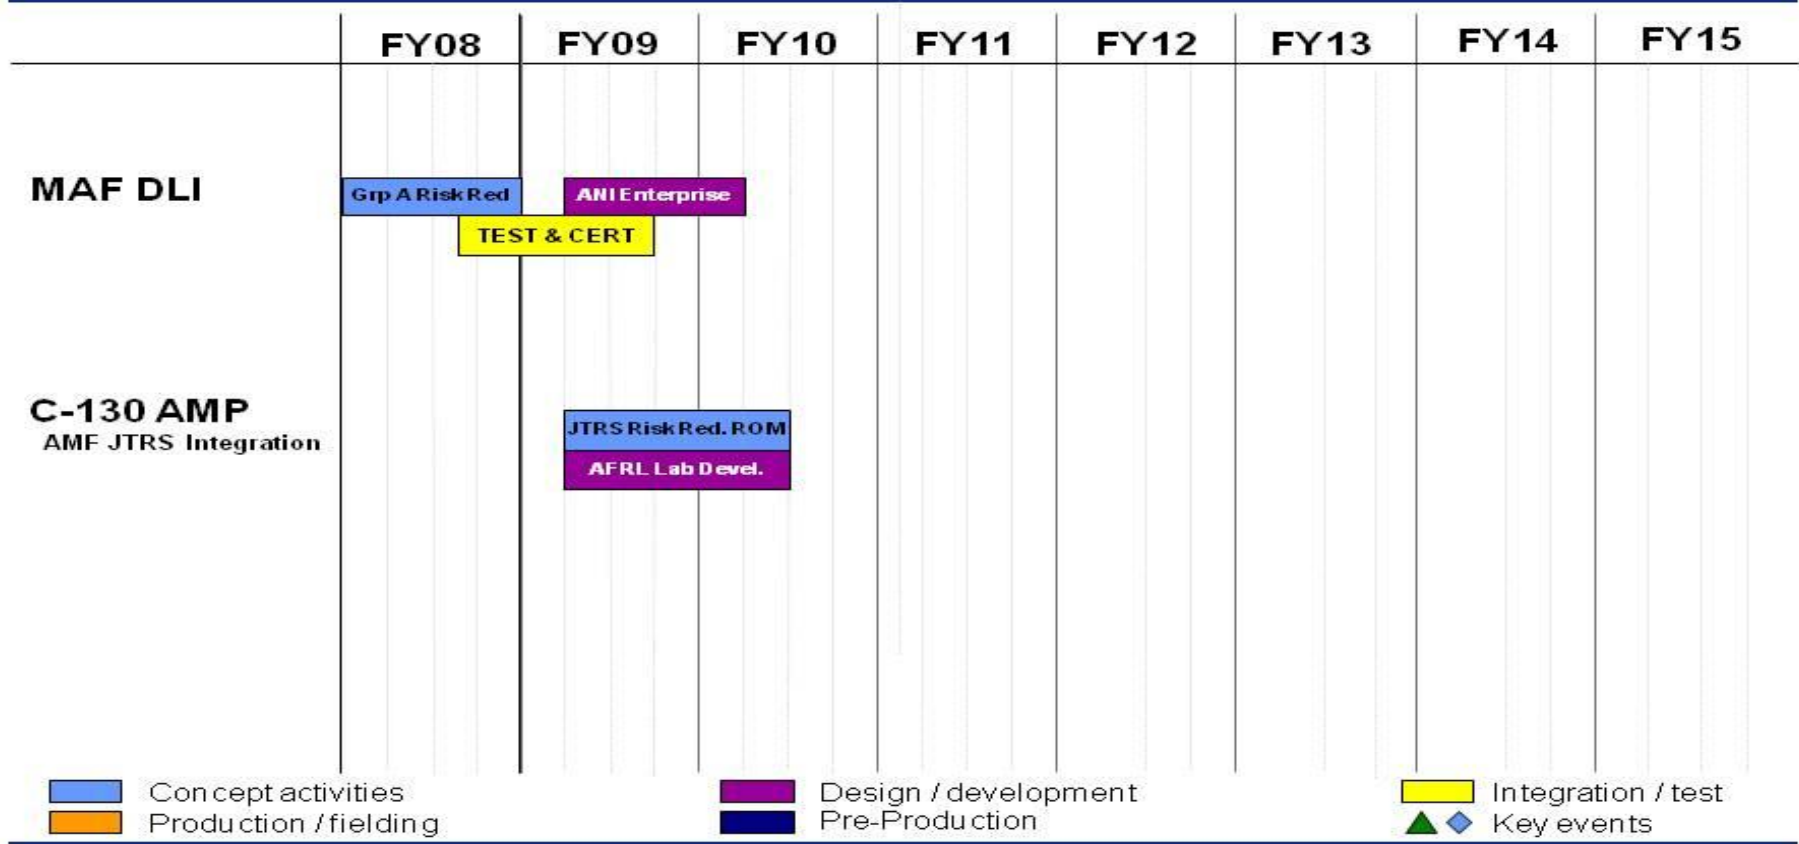 FY08 FY09 FY10 FY11 FY12 FY13 FY14 FY15
MAF DLI
Grp A Risk Red ANI Enterprise
TEST & CERT
C-130 AMP
AMF JTRS Integration
JTRS Risk Red. ROM
AFRL Lab Devel.
Concept activities Design / development Integration / test
Production / fielding Pre-Production Key events